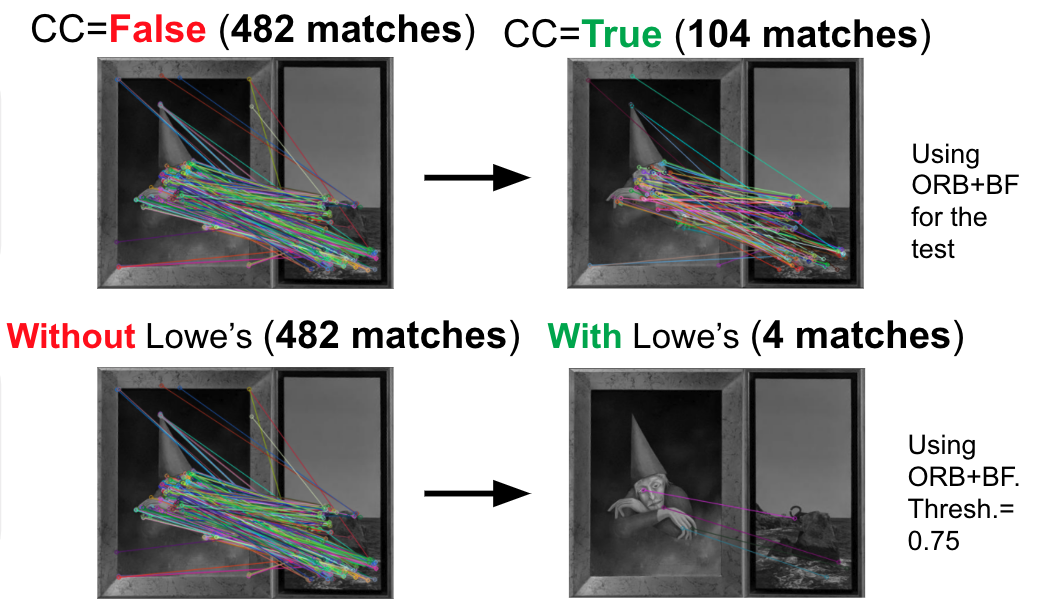 CC=False (482 matches)
CC=True (104 matches)
Using
ORB+BF
for the
test
Without Lowe's (482 matches)
With Lowe's (4 matches)
Using
ORB+BF.
Thresh.=
0.75